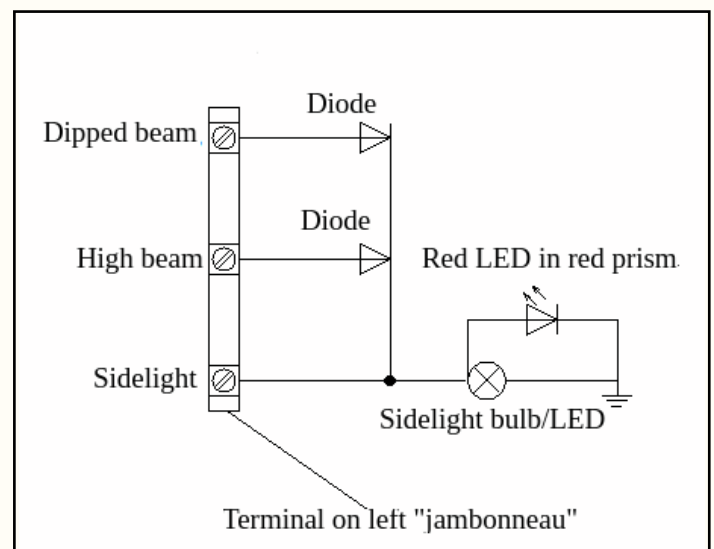 Diode
Dipped beam
Diode
High beam
Red LED in red prism
Sidelight
Sidelight bulb/LED
Terminal on left "jambonneau"